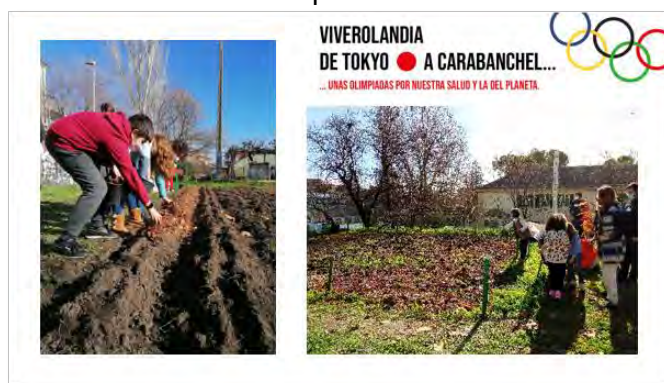 VIVEROLANDIA
DE TOKYO A CARABANCHEL...
... UNAS OLIMPIADAS POR NUESTRA SALUD Y LA DEL PLANETA.